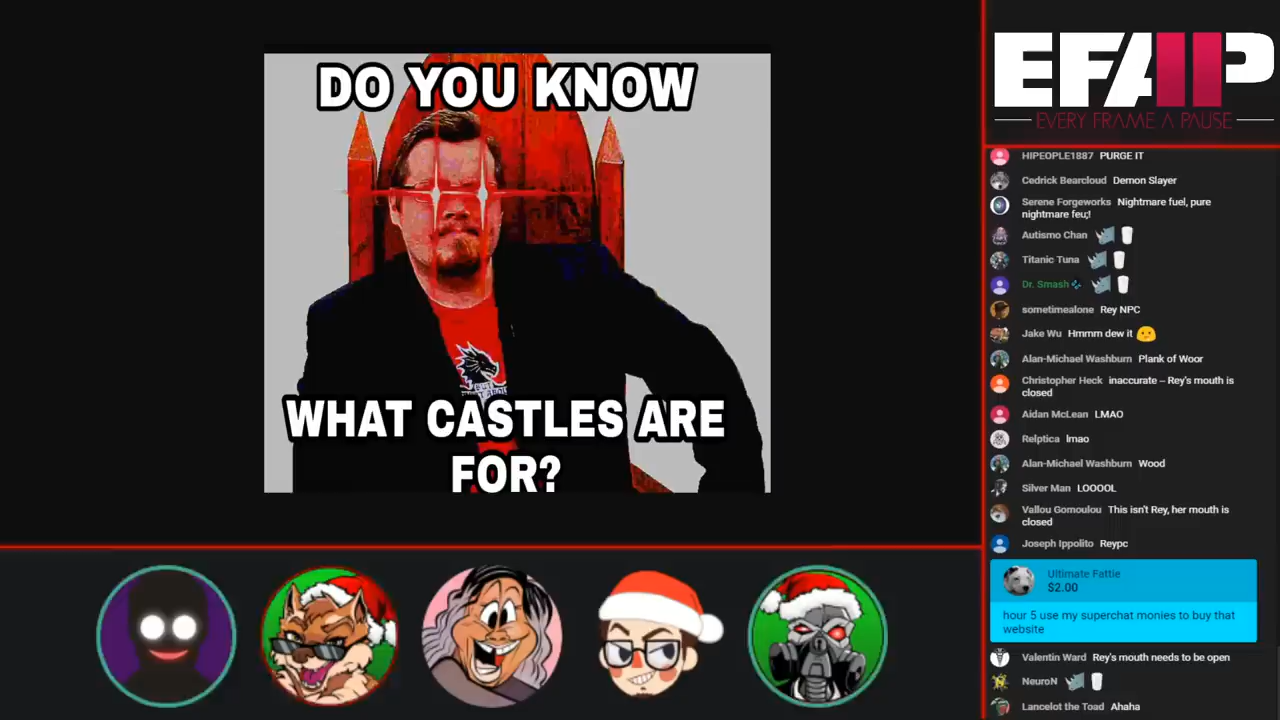 DO YOU KNOW
WHAT CASTLES ARE
FOR?
EFAP
EVERY FRAME A PAUSE
HIPEOPLE1887 PURGE IT
Cedrick Bearcloud Demon Slayer
Serene Forgeworks Nightmare fuel, pure
nightmare feu;!
Autismo Chan
Titanic Tuna
Dr. Smash
sometimealone Rey NPC
Jake Wu Hmmm dew it
Alan-Michael Washburn Plank of Woor
Christopher Heck inaccurate – Rey's mouth is
closed
Aidan McLean LMAO
Relptica lmao
Alan-Michael Washburn Wood
Silver Man LOOOOL
Vallou Gomoulou This isn't Rey, her mouth is
closed
Joseph Ippolito Reypc
Ultimate Fattie
$2.00
hour 5 use my superchat monies to buy that
website
Valentin Ward Rey's mouth needs to be open
NeuroN
Lancelot the Toad Ahaha